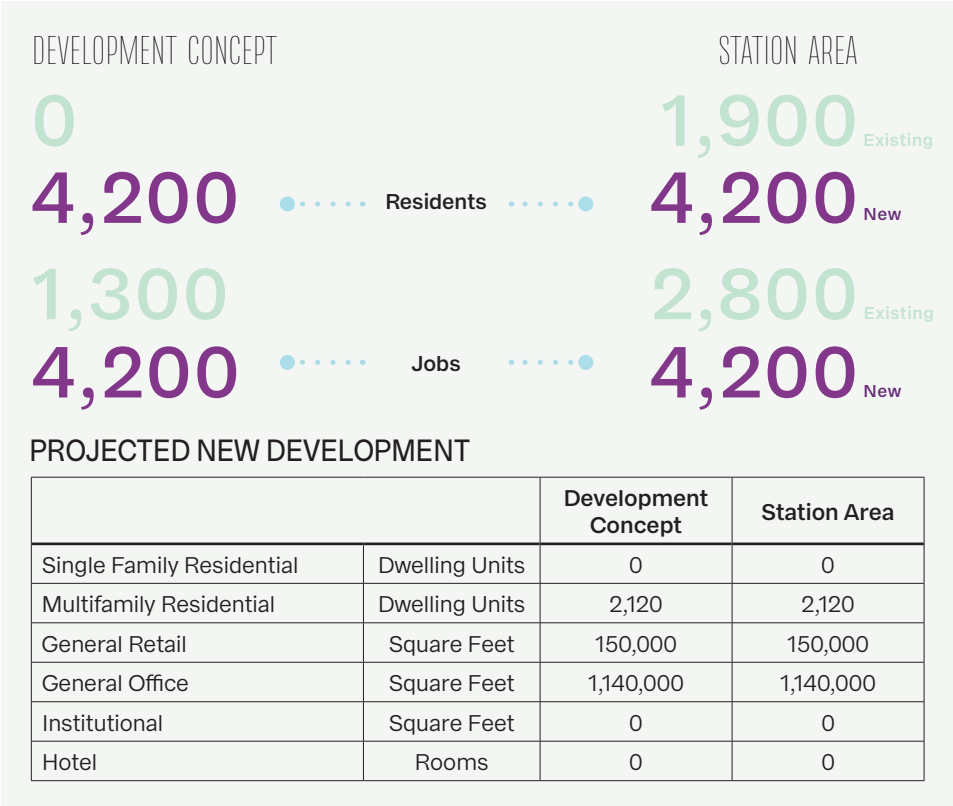 DEVELOPMENT CONCEPT STATION AREA
0 1,900 Existing
4,200 Residents 4,200 New
1,300 2,800 Existing
4,200 Jobs 4,200 New
PROJECTED NEW DEVELOPMENT
Development Concept Station Area
Single Family Residential Dwelling Units 0 0
Multifamily Residential Dwelling Units 2,120 2,120
General Retail Square Feet 150,000 150,000
General Office Square Feet 1,140,000 1,140,000
Institutional Square Feet 0 0
Hotel Rooms 0 0